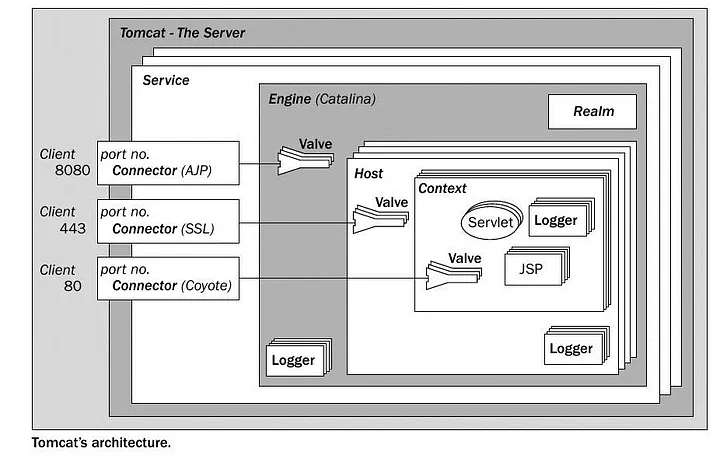 Tomcat - The Server
Service
Engine (Catalina)
Realm
Client
8080
port no.
Connector (AJP)
Valve
Host
Context
Client
443
port no.
Connector (SSL)
Valve
Servlet
Logger
Client
80
port no.
Connector (Coyote)
Valve
JSP
Logger
Logger
Tomcat's architecture.